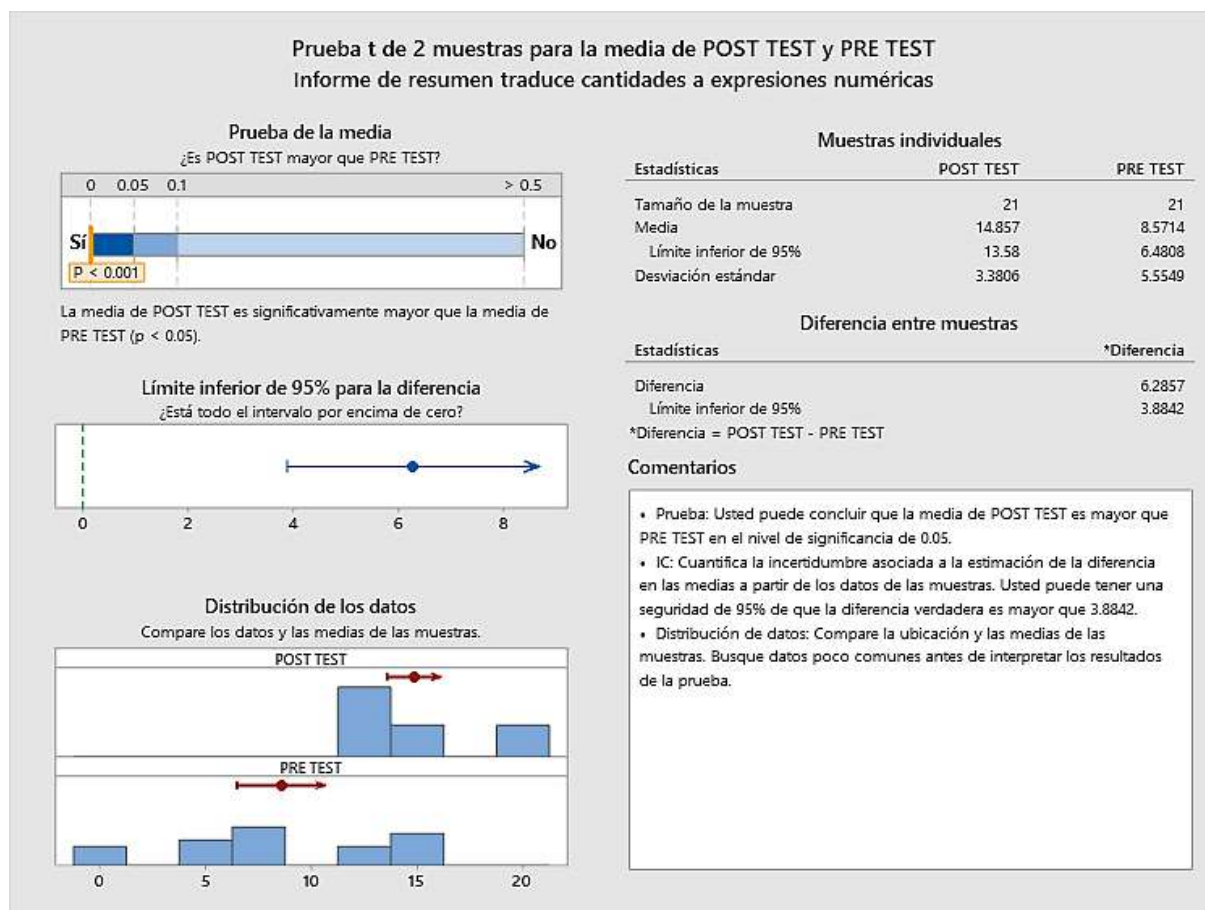 Prueba t de 2 muestras para la media de POST TEST y PRE TEST
Informe de resumen traduce cantidades a expresiones numéricas
Prueba de la media
¿Es POST TEST mayor que PRE TEST?
0 0.05 0.1 > 0.5
Sí No
P < 0.001
La media de POST TEST es significativamente mayor que la media de
PRE TEST (p < 0.05).
Límite inferior de 95% para la diferencia
¿Está todo el intervalo por encima de cero?
0 2 4 6 8
Distribución de los datos
Compare los datos y las medias de las muestras.
POST TEST
PRE TEST
0 5 10 15 20
Muestras individuales
Estadísticas POST TEST PRE TEST
Tamaño de la muestra 21 21
Media 14.857 8.5714
Límite inferior de 95% 13.58 6.4808
Desviación estándar 3.3806 5.5549
Diferencia entre muestras
Estadísticas *Diferencia
Diferencia 6.2857
Límite inferior de 95% 3.8842
*Diferencia = POST TEST - PRE TEST
Comentarios
• Prueba: Usted puede concluir que la media de POST TEST es mayor que
PRE TEST en el nivel de significancia de 0.05.
• IC: Cuantifica la incertidumbre asociada a la estimación de la diferencia
en las medias a partir de los datos de las muestras. Usted puede tener una
seguridad de 95% de que la diferencia verdadera es mayor que 3.8842.
• Distribución de datos: Compare la ubicación y las medias de las
muestras. Busque datos poco comunes antes de interpretar los resultados
de la prueba.